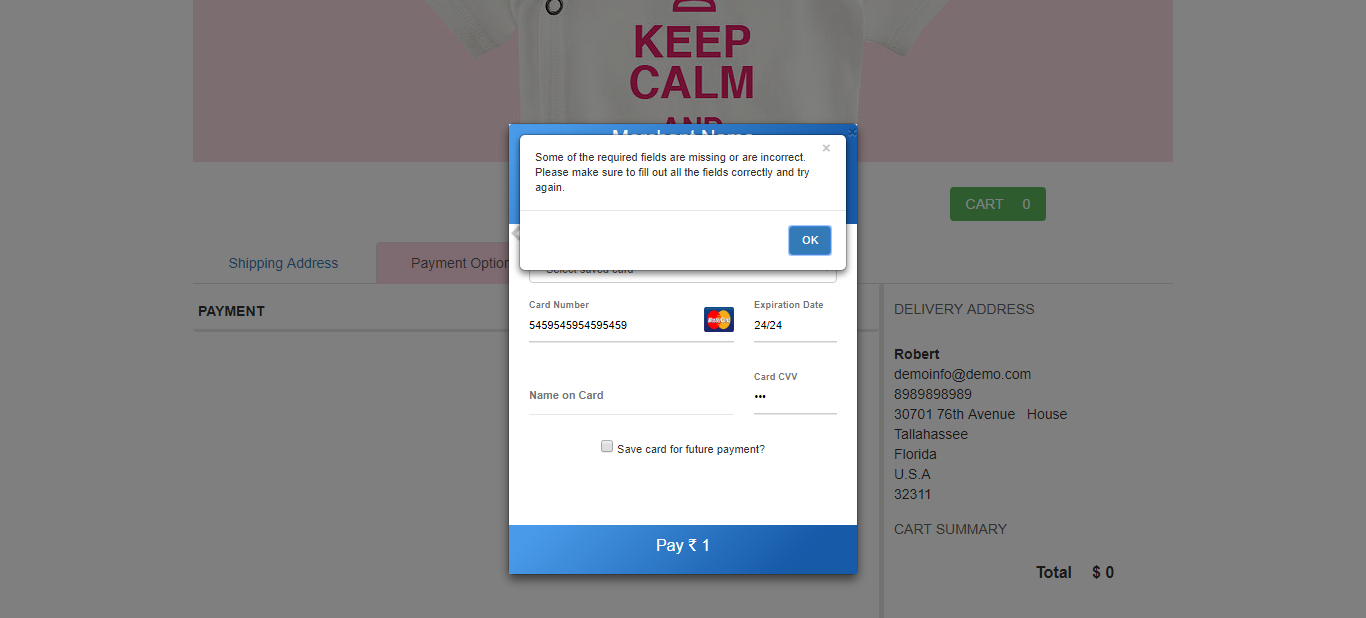 KEEP
CALM
AND
Merchant Name
×
Some of the required fields are missing or are incorrect.
Please make sure to fill out all the fields correctly and try
again.
OK
CART 0
Shipping Address
Payment Option
Select saved card
PAYMENT
Card Number
5459545954595459
MasterCard
Expiration Date
24/24
Name on Card
Card CVV
•••
Save card for future payment?
Pay ₹ 1
DELIVERY ADDRESS
Robert
demoinfo@demo.com
8989898989
30701 76th Avenue House
Tallahassee
Florida
U.S.A
32311
CART SUMMARY
Total $ 0